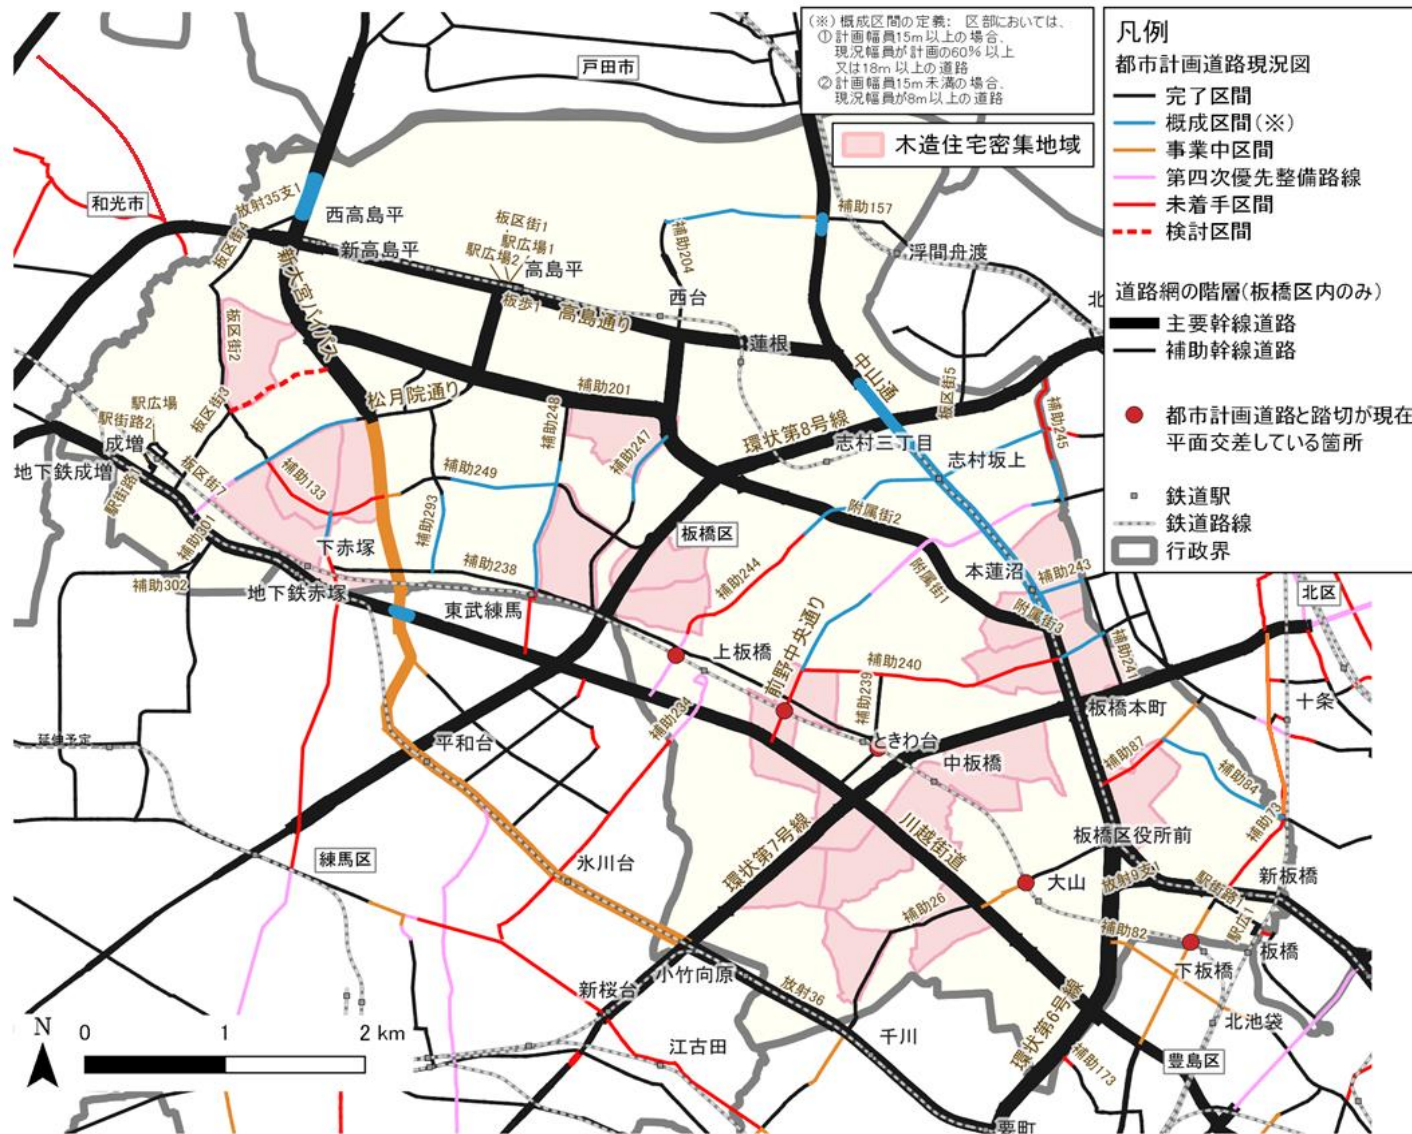 (※)概成区間の定義： 区部においては、
①計画幅員15m以上の場合、
現況幅員が計画の60％以上
又は18m以上の道路
②計画幅員15m未満の場合、
現況幅員が8m以上の道路
木造住宅密集地域
凡例
都市計画道路現況図
完了区間
概成区間(※)
事業中区間
第四次優先整備路線
未着手区間
検討区間
道路網の階層(板橋区内のみ)
主要幹線道路
補助幹線道路
都市計画道路と踏切が現在
平面交差している箇所
鉄道駅
鉄道路線
行政界
戸田市
和光市
放射35支1
西高島平
板区街4
新高島平
板区街1
駅広場1
駅広場2
高島平
板歩1
高島通り
補助204
補助157
浮間舟渡
西台
蓮根
北
新大宮バイパス
板区街2
松月院通り
補助201
中山道
板区街5
板区街3
駅広場
駅街路2
成増
地下鉄成増
駅街路1
板区街7
補助133
補助249
補助248
補助247
環状第8号線
志村三丁目
志村坂上
補助245
補助293
板橋区
附属街2
補助301
下赤塚
補助238
補助302
地下鉄赤塚
東武練馬
補助244
附属街1
本蓮沼
補助243
附属街3
北区
上板橋
前野中央通り
補助240
補助241
補助239
補助234
板橋本町
十条
延伸予定
平和台
ときわ台
中板橋
補助87
補助84
補助73
練馬区
氷川台
環状第7号線
川越街道
板橋区役所前
大山
放射9支1
駅街路1
新板橋
補助26
補助82
駅広1
板橋
下板橋
小竹向原
新桜台
放射36
環状第6号線
北池袋
千川
江古田
補助173
豊島区
要町
N
0 1 2 km